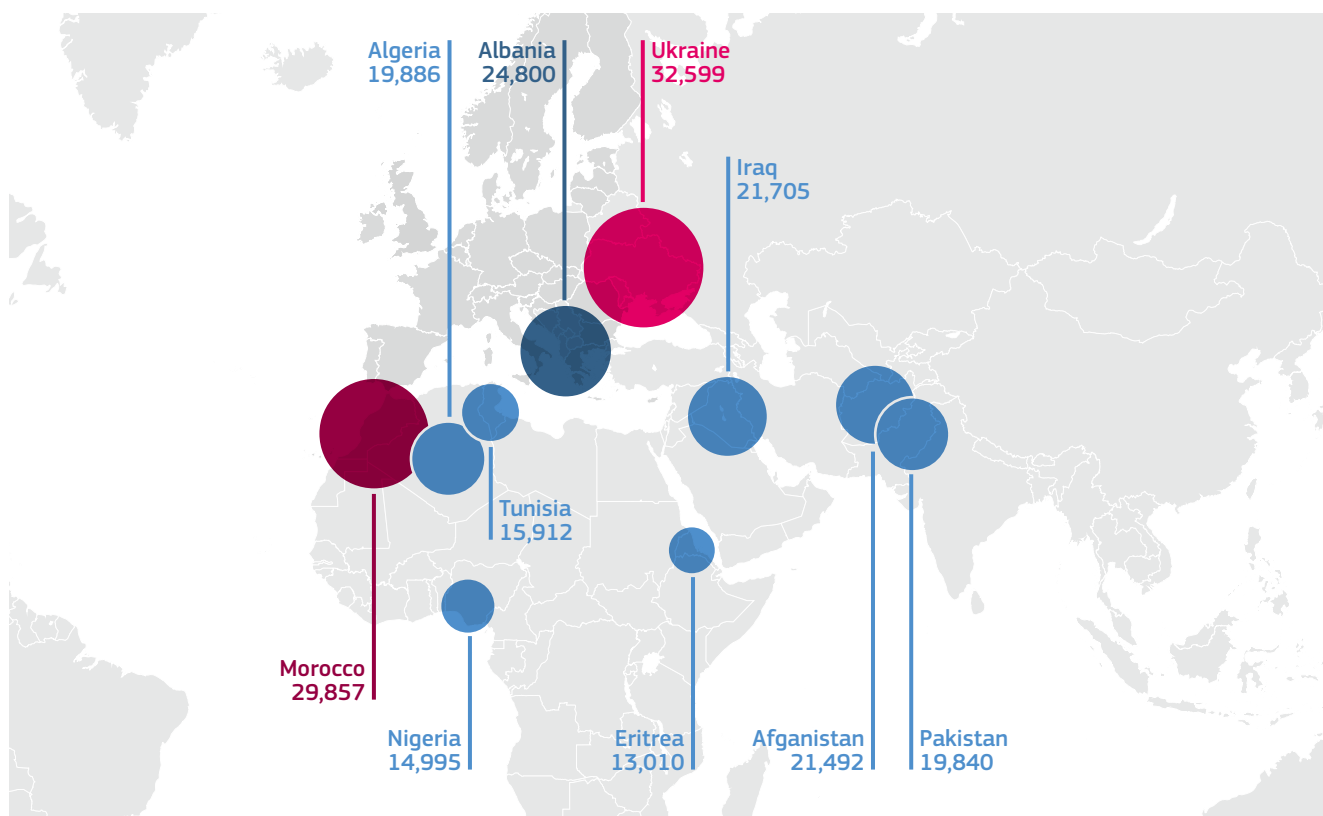 Algeria
19,886
Albania
24,800
Ukraine
32,599
Iraq
21,705
Tunisia
15,912
Morocco
29,857
Nigeria
14,995
Eritrea
13,010
Afganistan
21,492
Pakistan
19,840